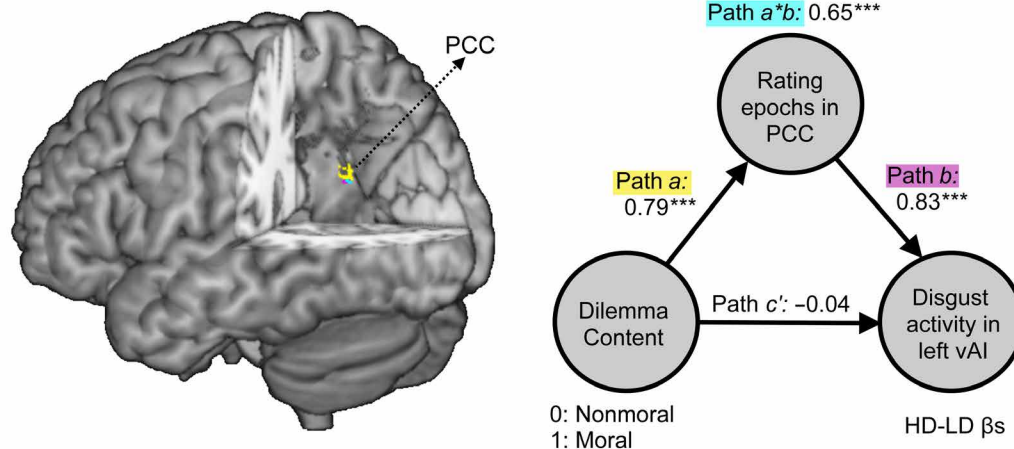 PCC
Path a*b: 0.65***
Rating
epochs in
PCC
Path a:
0.79***
Path b:
0.83***
Dilemma
Content
Path c': −0.04
Disgust
activity in
left vAI
0: Nonmoral
1: Moral
HD-LD βs